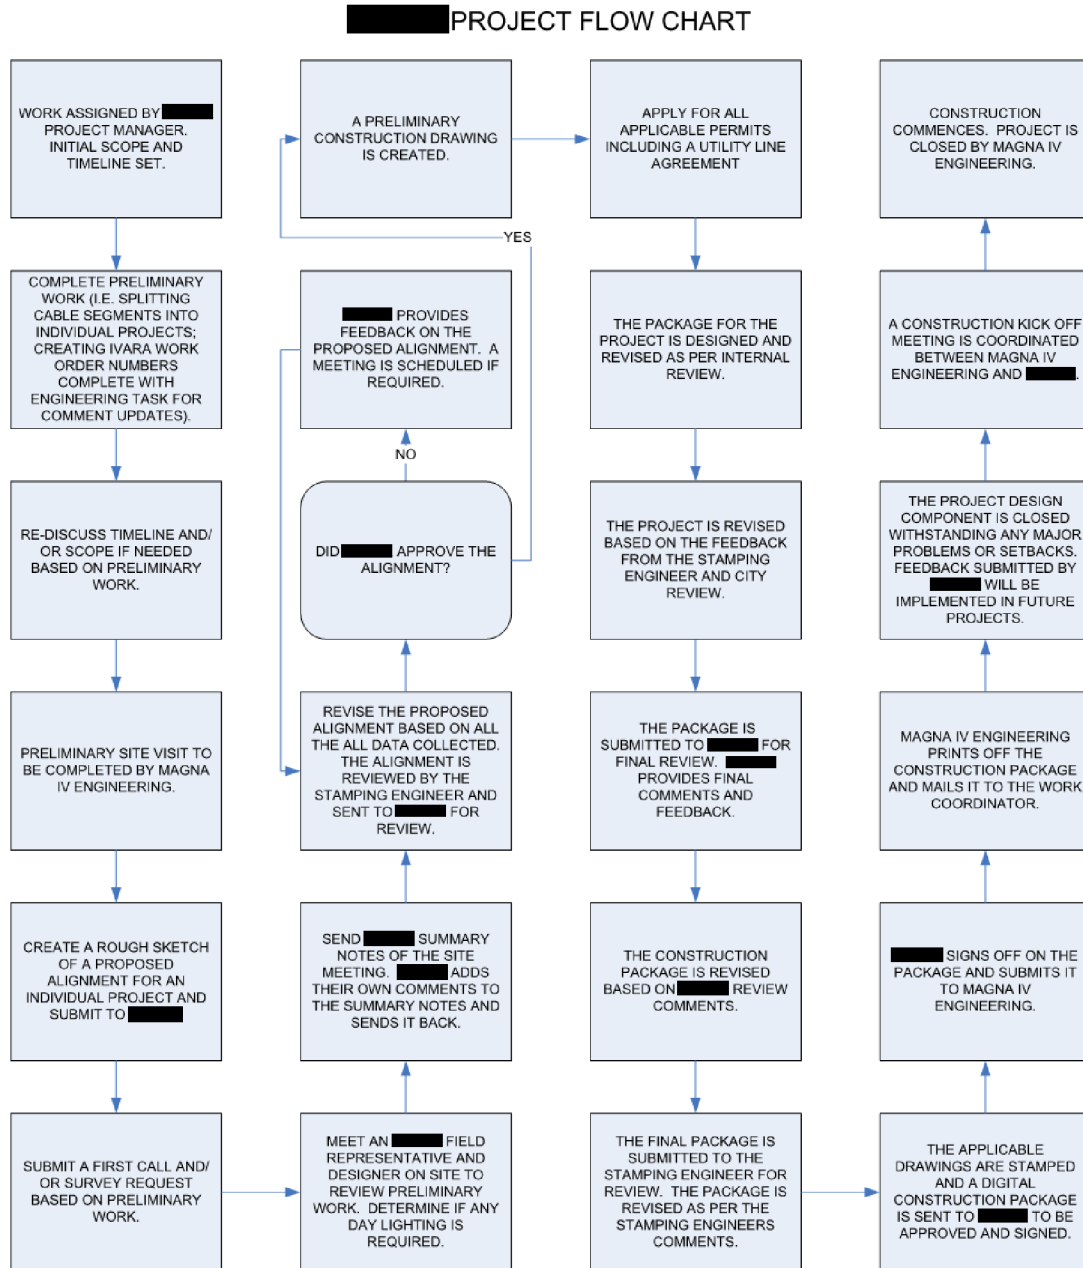 PROJECT FLOW CHART
WORK ASSIGNED BY
PROJECT MANAGER.
INITIAL SCOPE AND
TIMELINE SET.
COMPLETE PRELIMINARY
WORK (I.E. SPLITTING
CABLE SEGMENTS INTO
INDIVIDUAL PROJECTS;
CREATING IVARA WORK
ORDER NUMBERS
COMPLETE WITH
ENGINEERING TASK FOR
COMMENT UPDATES).
RE-DISCUSS TIMELINE AND/
OR SCOPE IF NEEDED
BASED ON PRELIMINARY
WORK.
PRELIMINARY SITE VISIT TO
BE COMPLETED BY MAGNA
IV ENGINEERING.
CREATE A ROUGH SKETCH
OF A PROPOSED
ALIGNMENT FOR AN
INDIVIDUAL PROJECT AND
SUBMIT TO
SUBMIT A FIRST CALL AND/
OR SURVEY REQUEST
BASED ON PRELIMINARY
WORK.
MEET AN FIELD
REPRESENTATIVE AND
DESIGNER ON SITE TO
REVIEW PRELIMINARY
WORK. DETERMINE IF ANY
DAY LIGHTING IS
REQUIRED.
SEND SUMMARY
NOTES OF THE SITE
MEETING. ADDS
THEIR OWN COMMENTS TO
THE SUMMARY NOTES AND
SENDS IT BACK.
REVISE THE PROPOSED
ALIGNMENT BASED ON ALL
THE ALL DATA COLLECTED.
THE ALIGNMENT IS
REVIEWED BY THE
STAMPING ENGINEER AND
SENT TO FOR
REVIEW.
DID APPROVE THE
ALIGNMENT?
NO
PROVIDES
FEEDBACK ON THE
PROPOSED ALIGNMENT. A
MEETING IS SCHEDULED IF
REQUIRED.
YES
A PRELIMINARY
CONSTRUCTION DRAWING
IS CREATED.
APPLY FOR ALL
APPLICABLE PERMITS
INCLUDING A UTILITY LINE
AGREEMENT
THE PACKAGE FOR THE
PROJECT IS DESIGNED AND
REVISED AS PER INTERNAL
REVIEW.
THE PROJECT IS REVISED
BASED ON THE FEEDBACK
FROM THE STAMPING
ENGINEER AND CITY
REVIEW.
THE PACKAGE IS
SUBMITTED TO FOR
FINAL REVIEW.
PROVIDES FINAL
COMMENTS AND
FEEDBACK.
THE CONSTRUCTION
PACKAGE IS REVISED
BASED ON REVIEW
COMMENTS.
THE FINAL PACKAGE IS
SUBMITTED TO THE
STAMPING ENGINEER FOR
REVIEW. THE PACKAGE IS
REVISED AS PER THE
STAMPING ENGINEERS
COMMENTS.
THE APPLICABLE
DRAWINGS ARE STAMPED
AND A DIGITAL
CONSTRUCTION PACKAGE
IS SENT TO TO BE
APPROVED AND SIGNED.
SIGNS OFF ON THE
PACKAGE AND SUBMITS IT
TO MAGNA IV
ENGINEERING.
MAGNA IV ENGINEERING
PRINTS OFF THE
CONSTRUCTION PACKAGE
AND MAILS IT TO THE WORK
COORDINATOR.
THE PROJECT DESIGN
COMPONENT IS CLOSED
WITHSTANDING ANY MAJOR
PROBLEMS OR SETBACKS.
FEEDBACK SUBMITTED BY
WILL BE
IMPLEMENTED IN FUTURE
PROJECTS.
A CONSTRUCTION KICK OFF
MEETING IS COORDINATED
BETWEEN MAGNA IV
ENGINEERING AND .
CONSTRUCTION
COMMENCES. PROJECT IS
CLOSED BY MAGNA IV
ENGINEERING.